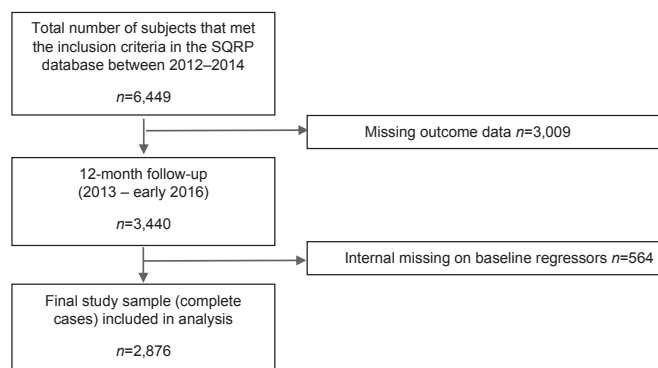 Total number of subjects that met
the inclusion criteria in the SQRP
database between 2012–2014
n=6,449
Missing outcome data n=3,009
12-month follow-up
(2013 – early 2016)
n=3,440
Internal missing on baseline regressors n=564
Final study sample (complete
cases) included in analysis
n=2,876